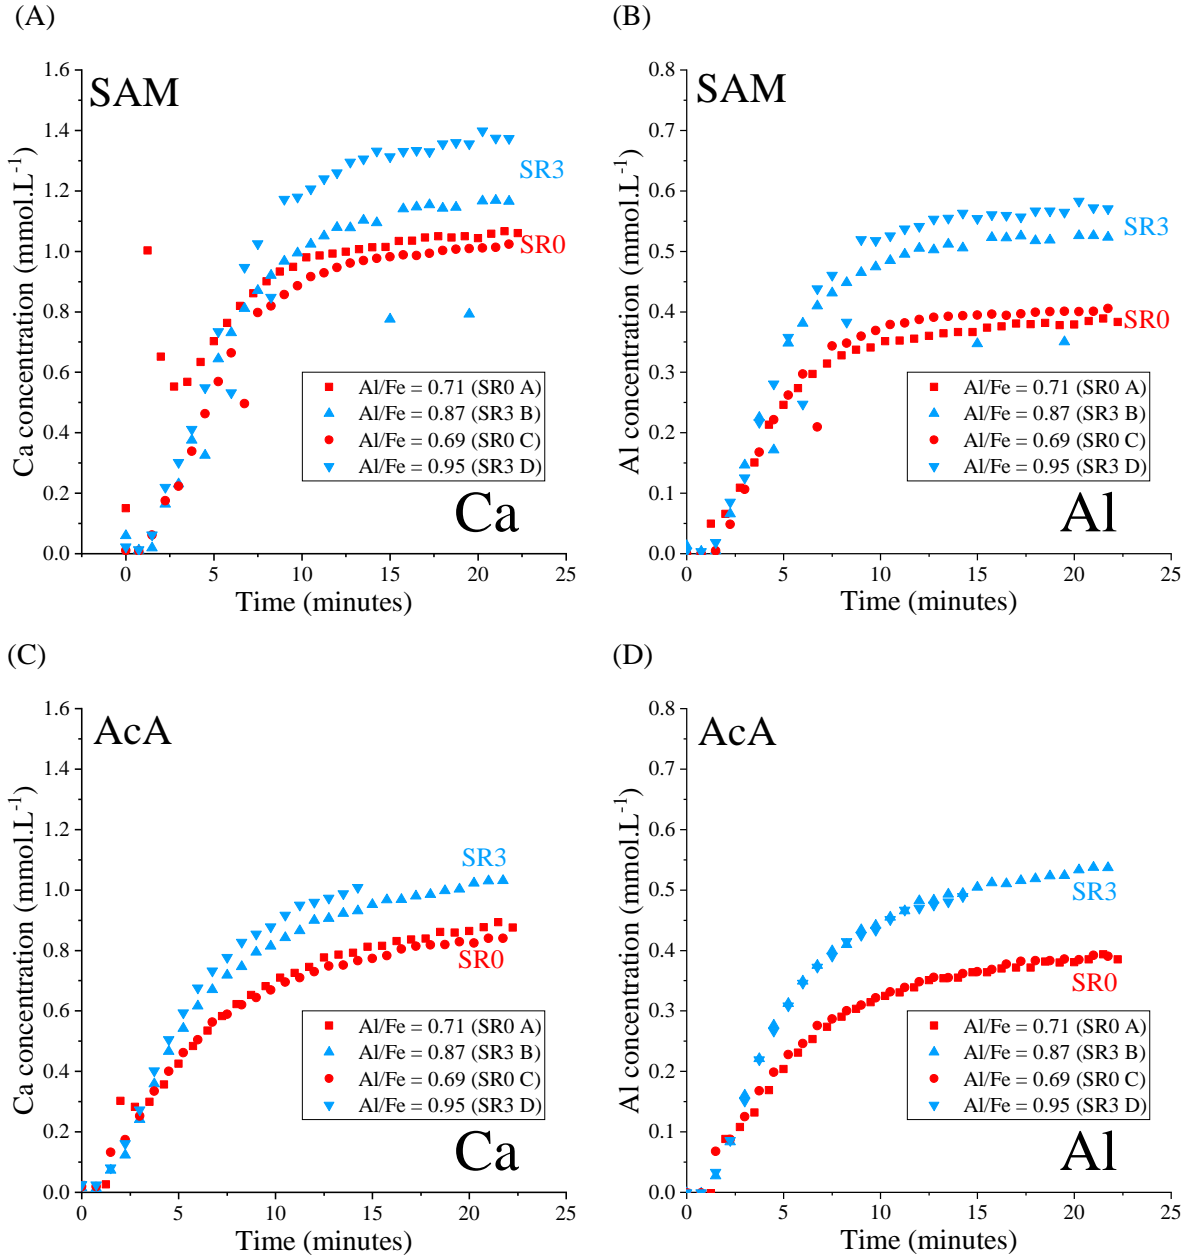 (A)
SAM
Ca concentration (mmol.L⁻¹)
1.6
1.4
1.2
1.0
0.8
0.6
0.4
0.2
0.0
SR3
SR0
Al/Fe = 0.71 (SR0 A)
Al/Fe = 0.87 (SR3 B)
Al/Fe = 0.69 (SR0 C)
Al/Fe = 0.95 (SR3 D)
Ca
0 5 10 15 20 25
Time (minutes)
(B)
SAM
Al concentration (mmol.L⁻¹)
0.8
0.7
0.6
0.5
0.4
0.3
0.2
0.1
0.0
SR3
SR0
Al/Fe = 0.71 (SR0 A)
Al/Fe = 0.87 (SR3 B)
Al/Fe = 0.69 (SR0 C)
Al/Fe = 0.95 (SR3 D)
Al
0 5 10 15 20 25
Time (minutes)
(C)
AcA
Ca concentration (mmol.L⁻¹)
1.6
1.4
1.2
1.0
0.8
0.6
0.4
0.2
0.0
SR3
SR0
Al/Fe = 0.71 (SR0 A)
Al/Fe = 0.87 (SR3 B)
Al/Fe = 0.69 (SR0 C)
Al/Fe = 0.95 (SR3 D)
Ca
0 5 10 15 20 25
Time (minutes)
(D)
AcA
Al concentration (mmol.L⁻¹)
0.8
0.7
0.6
0.5
0.4
0.3
0.2
0.1
0.0
SR3
SR0
Al/Fe = 0.71 (SR0 A)
Al/Fe = 0.87 (SR3 B)
Al/Fe = 0.69 (SR0 C)
Al/Fe = 0.95 (SR3 D)
Al
0 5 10 15 20 25
Time (minutes)